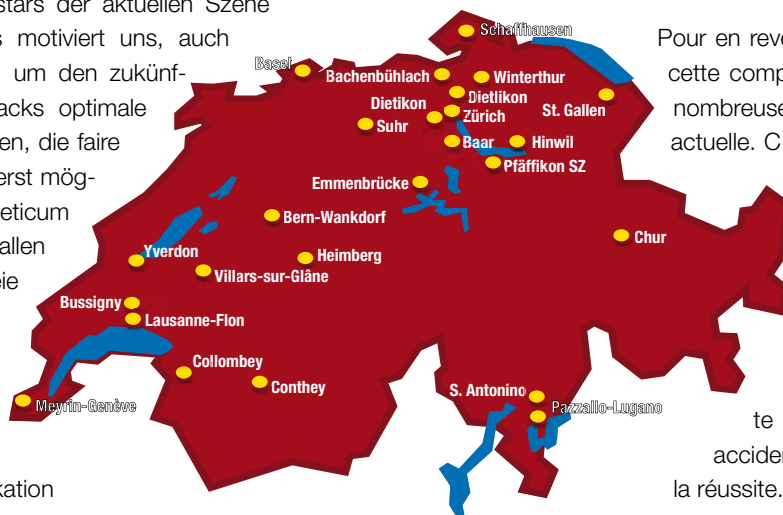 stars der aktuellen Szene
s motiviert uns, auch
um den zukünf-
acks optimale
en, die faire
erst mög-
eticum
allen
eie
kation
Schaffhausen
Basel
Bachenbühlach
Winterthur
Dietlikon
Dietikon
Zürich
St. Gallen
Suhr
Baar
Hinwil
Pfäffikon SZ
Emmenbrücke
Bern-Wankdorf
Chur
Yverdon
Heimberg
Villars-sur-Glâne
Bussigny
Lausanne-Flon
Collombey
Conthey
S. Antonino
Meyrin-Genève
Pazzallo-Lugano
Pour en reve
cette comp
nombreuse
actuelle. C
te
acciden
la réussite.